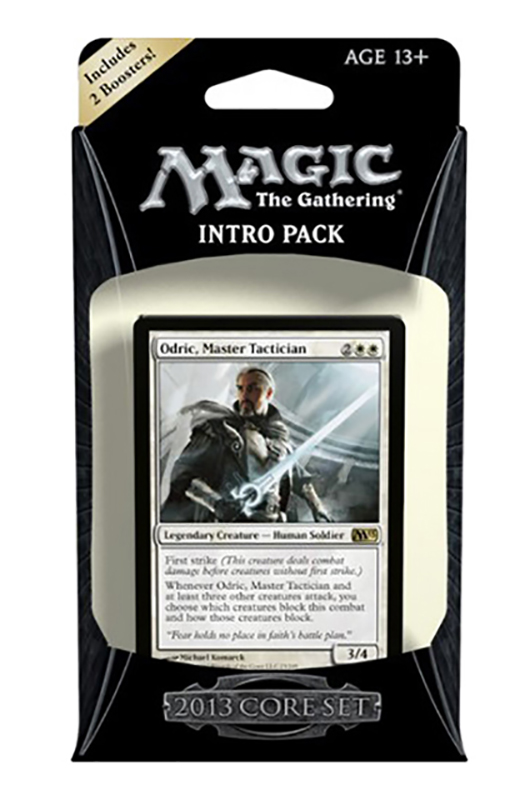 Includes
2 Boosters!
AGE 13+
MAGIC
The Gathering®
INTRO PACK
Odric, Master Tactician 2
Legendary Creature — Human Soldier M13
First strike (This creature deals combat
damage before creatures without first strike.)
Whenever Odric, Master Tactician and
at least three other creatures attack, you
choose which creatures block this combat
and how those creatures block.
"Fear holds no place in faith's battle plan."
3/4
Michael Komarck
2013 CORE SET